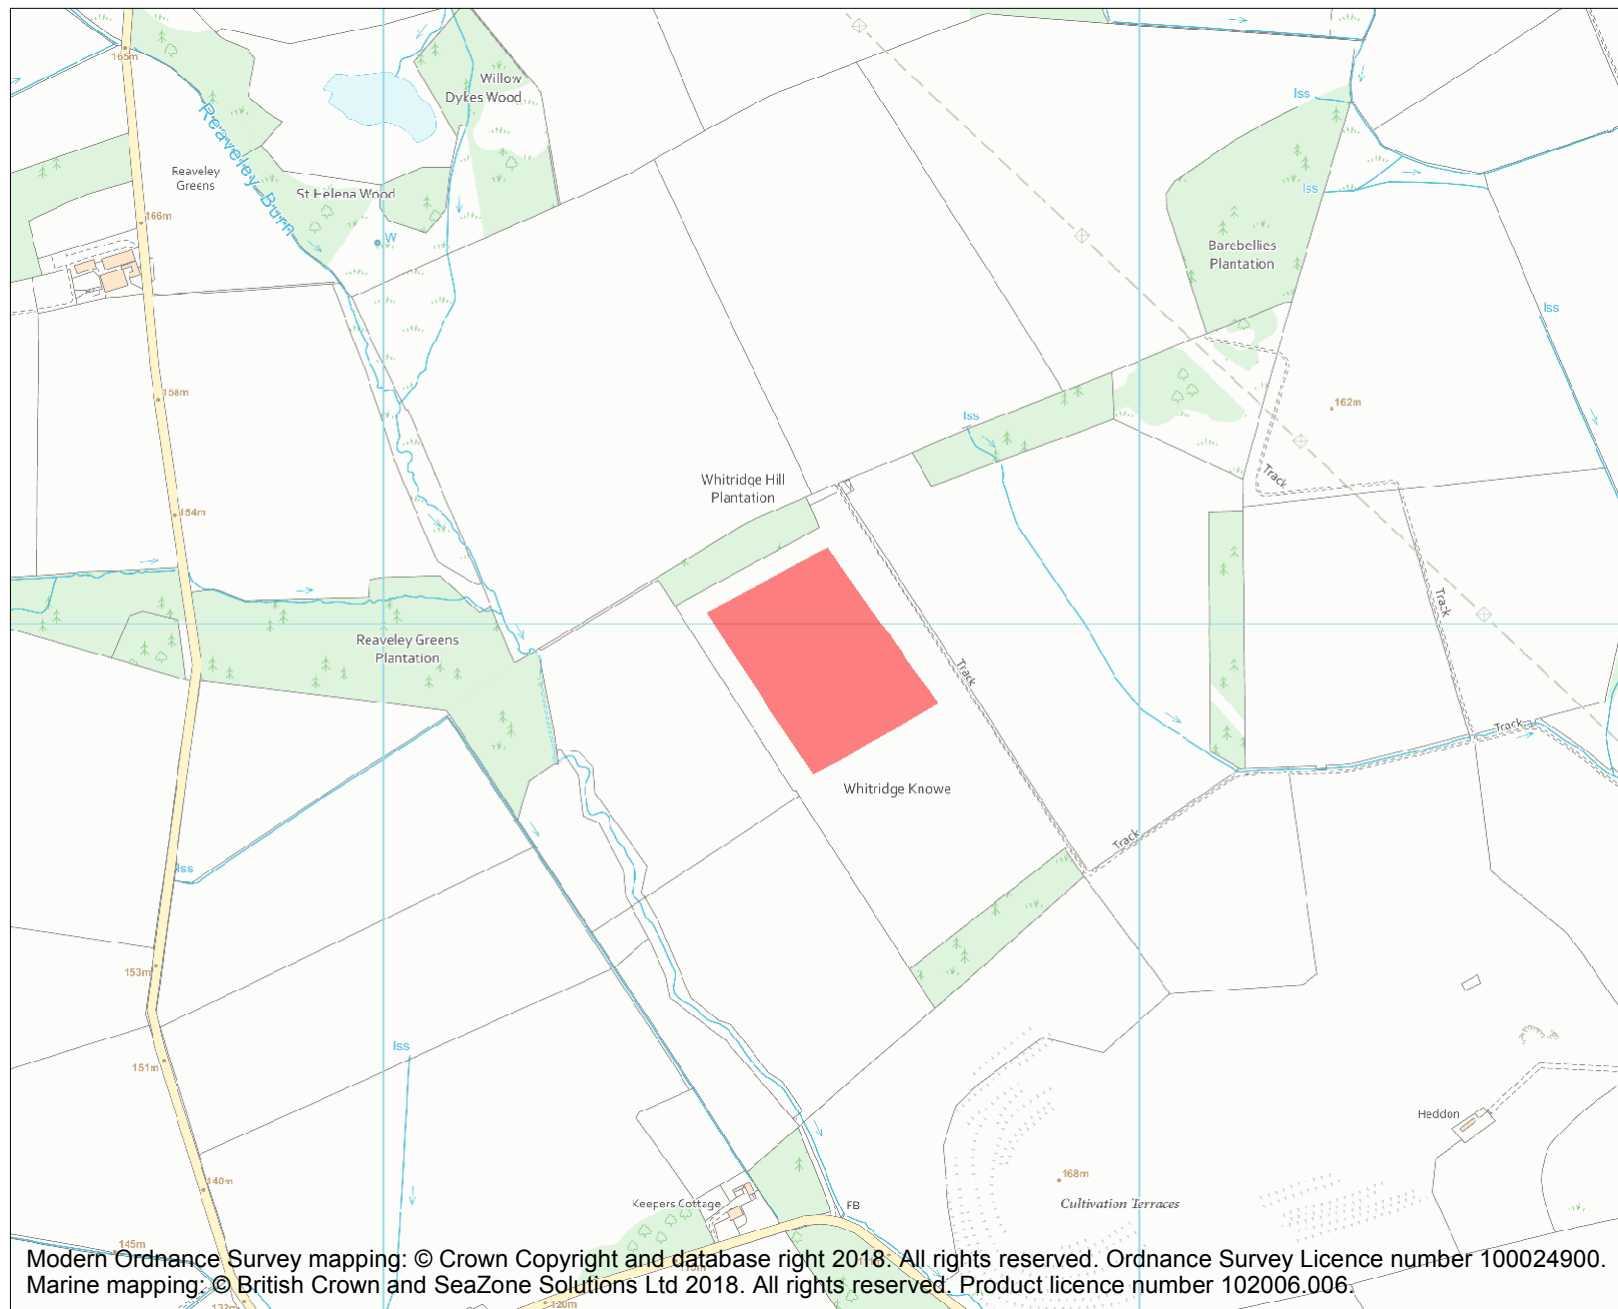 165m
Willow
Dykes Wood
Iss
Reaveley Burn
Reaveley
Greens
St Helena Wood
Iss
166m
W
Barebellies
Plantation
Iss
158m
162m
Iss
Track
Whitridge Hill
Plantation
154m
Track
Reaveley Greens
Plantation
Track
Track
Whitridge Knowe
Track
Iss
153m
Iss
151m
Heddon
168m
140m
Keepers Cottage
FB
Cultivation Terraces
145m
Modern Ordnance Survey mapping: © Crown Copyright and database right 2018. All rights reserved. Ordnance Survey Licence number 100024900.
Marine mapping: © British Crown and SeaZone Solutions Ltd 2018. All rights reserved. Product licence number 102006.006.
132m
120m